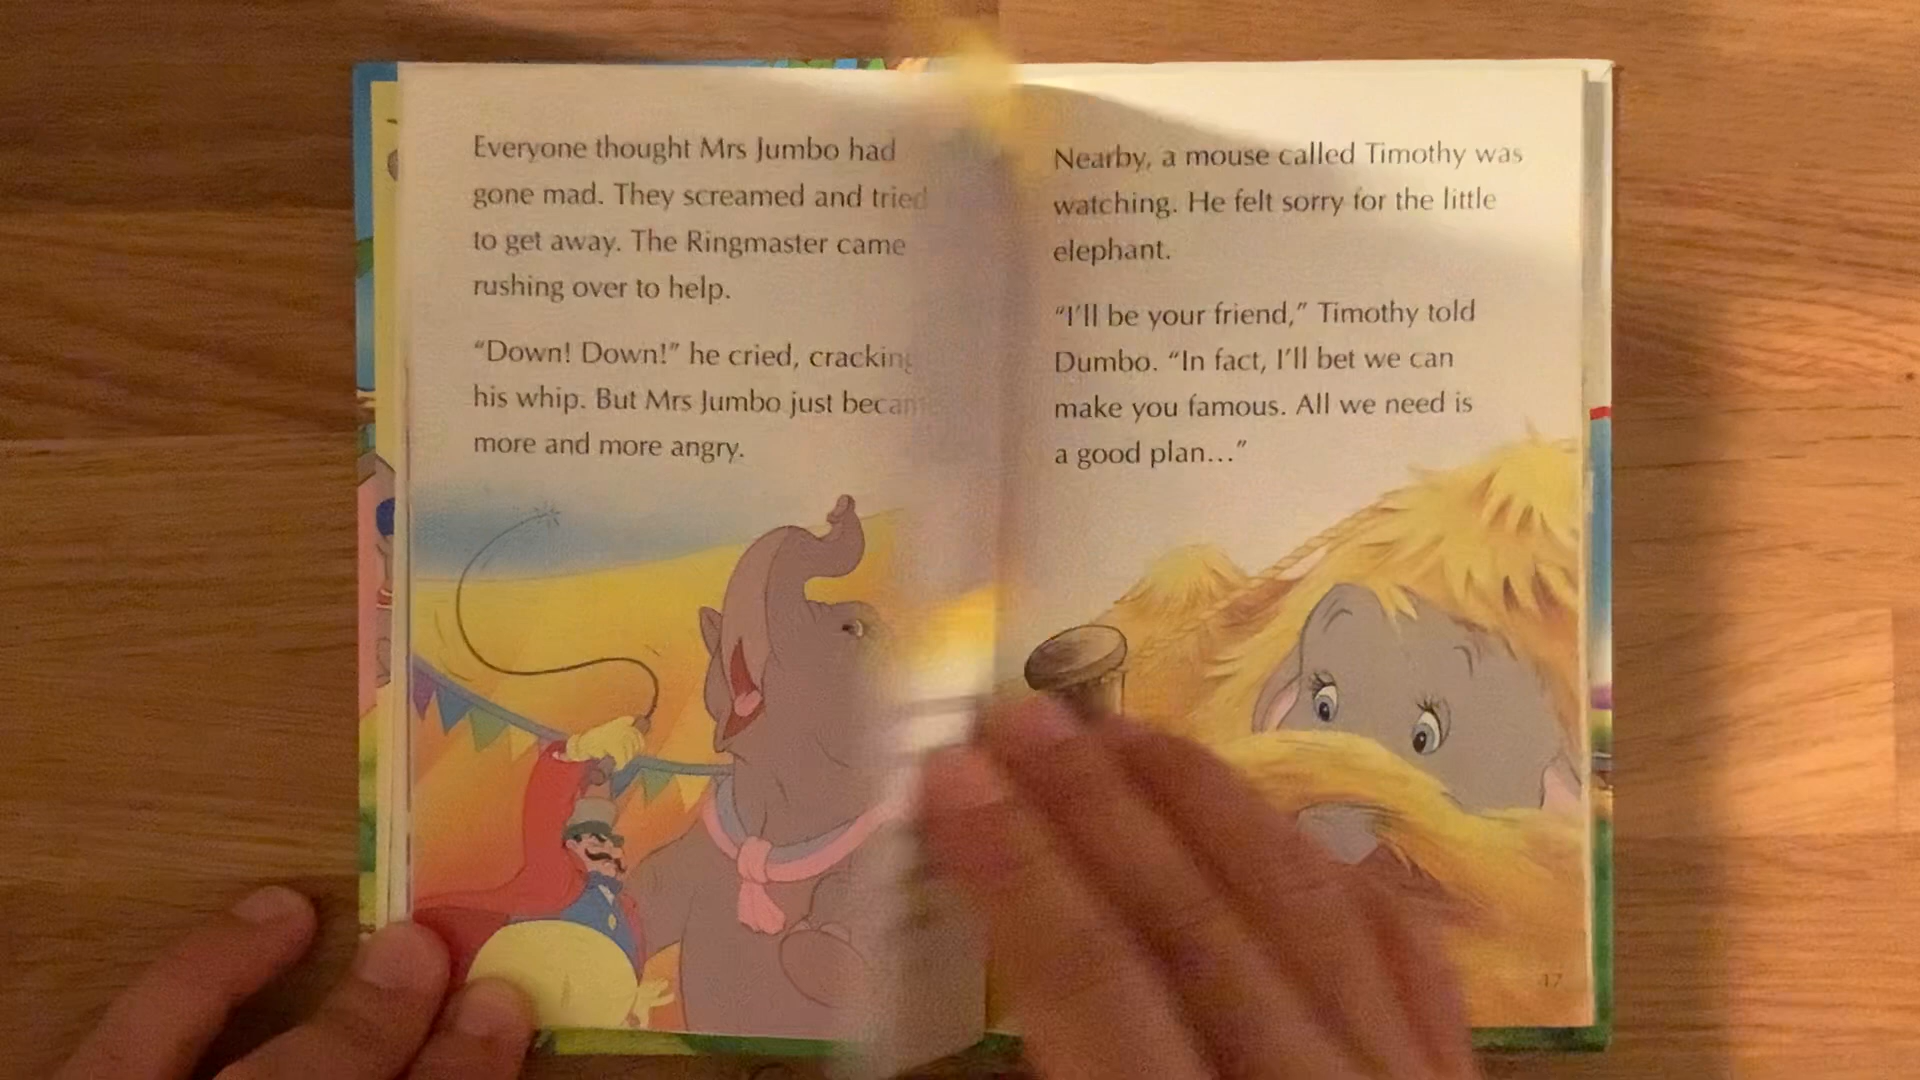 Everyone thought Mrs Jumbo had
gone mad. They screamed and tried
to get away. The Ringmaster came
rushing over to help.
“Down! Down!” he cried, cracking
his whip. But Mrs Jumbo just
more and more angry.
Nearby, a mouse called Timothy was
watching. He felt sorry for the little
elephant.
“I’ll be your friend,” Timothy told
Dumbo. “In fact, I’ll bet we can
make you famous. All we need is
a good plan...”
17